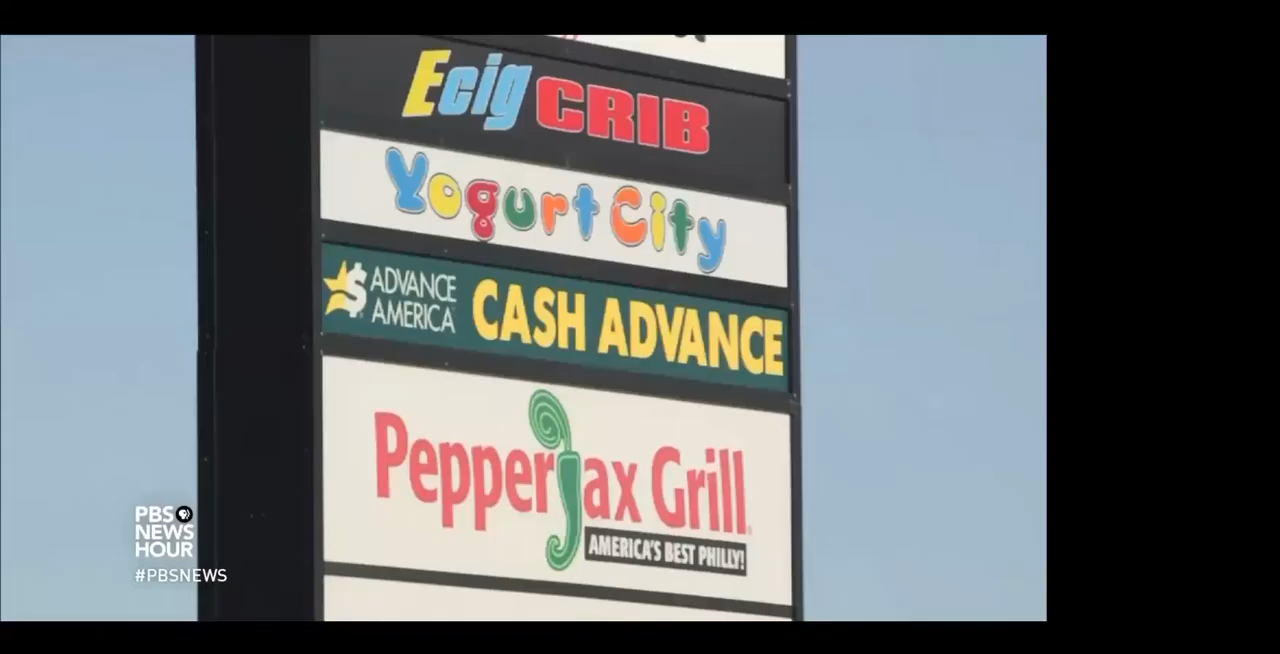 Ecig CRIB
Yogurt City
ADVANCE
AMERICA
CASH ADVANCE
PepperJax Grill
AMERICA'S BEST PHILLY!
PBS
NEWS
HOUR
#PBSNEWS